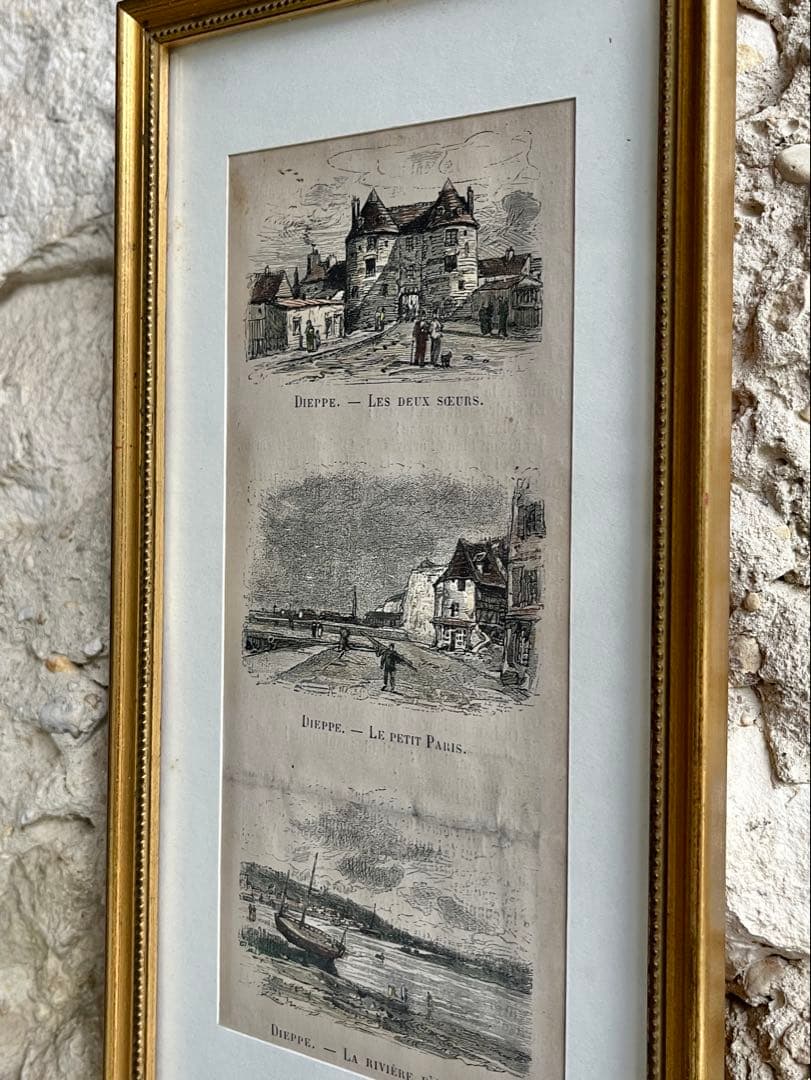 DIEPPE. — LES DEUX SŒURS.
DIEPPE. — LE PETIT PARIS.
DIEPPE. — LA RIVIÈRE